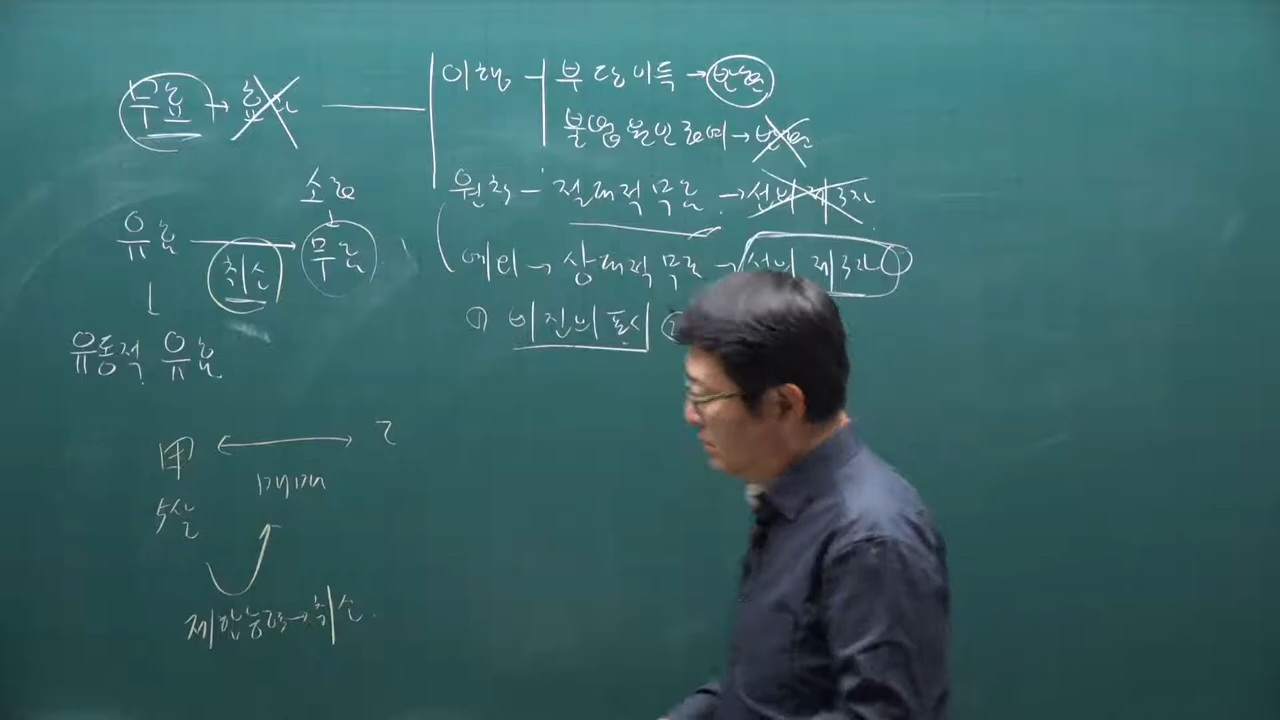 무효 → 효과 이행 부당이득 → 반환
불법원인급여 → 반환
소급 원칙 - 절대적 무효 → 선의 제3자
유효 취소 → 무효 예외 → 상대적 무효 → 선의 제3자
① 비진의 표시 ②
유동적 유효
甲 ↔ 乙
매매
5살
제한능력 → 취소